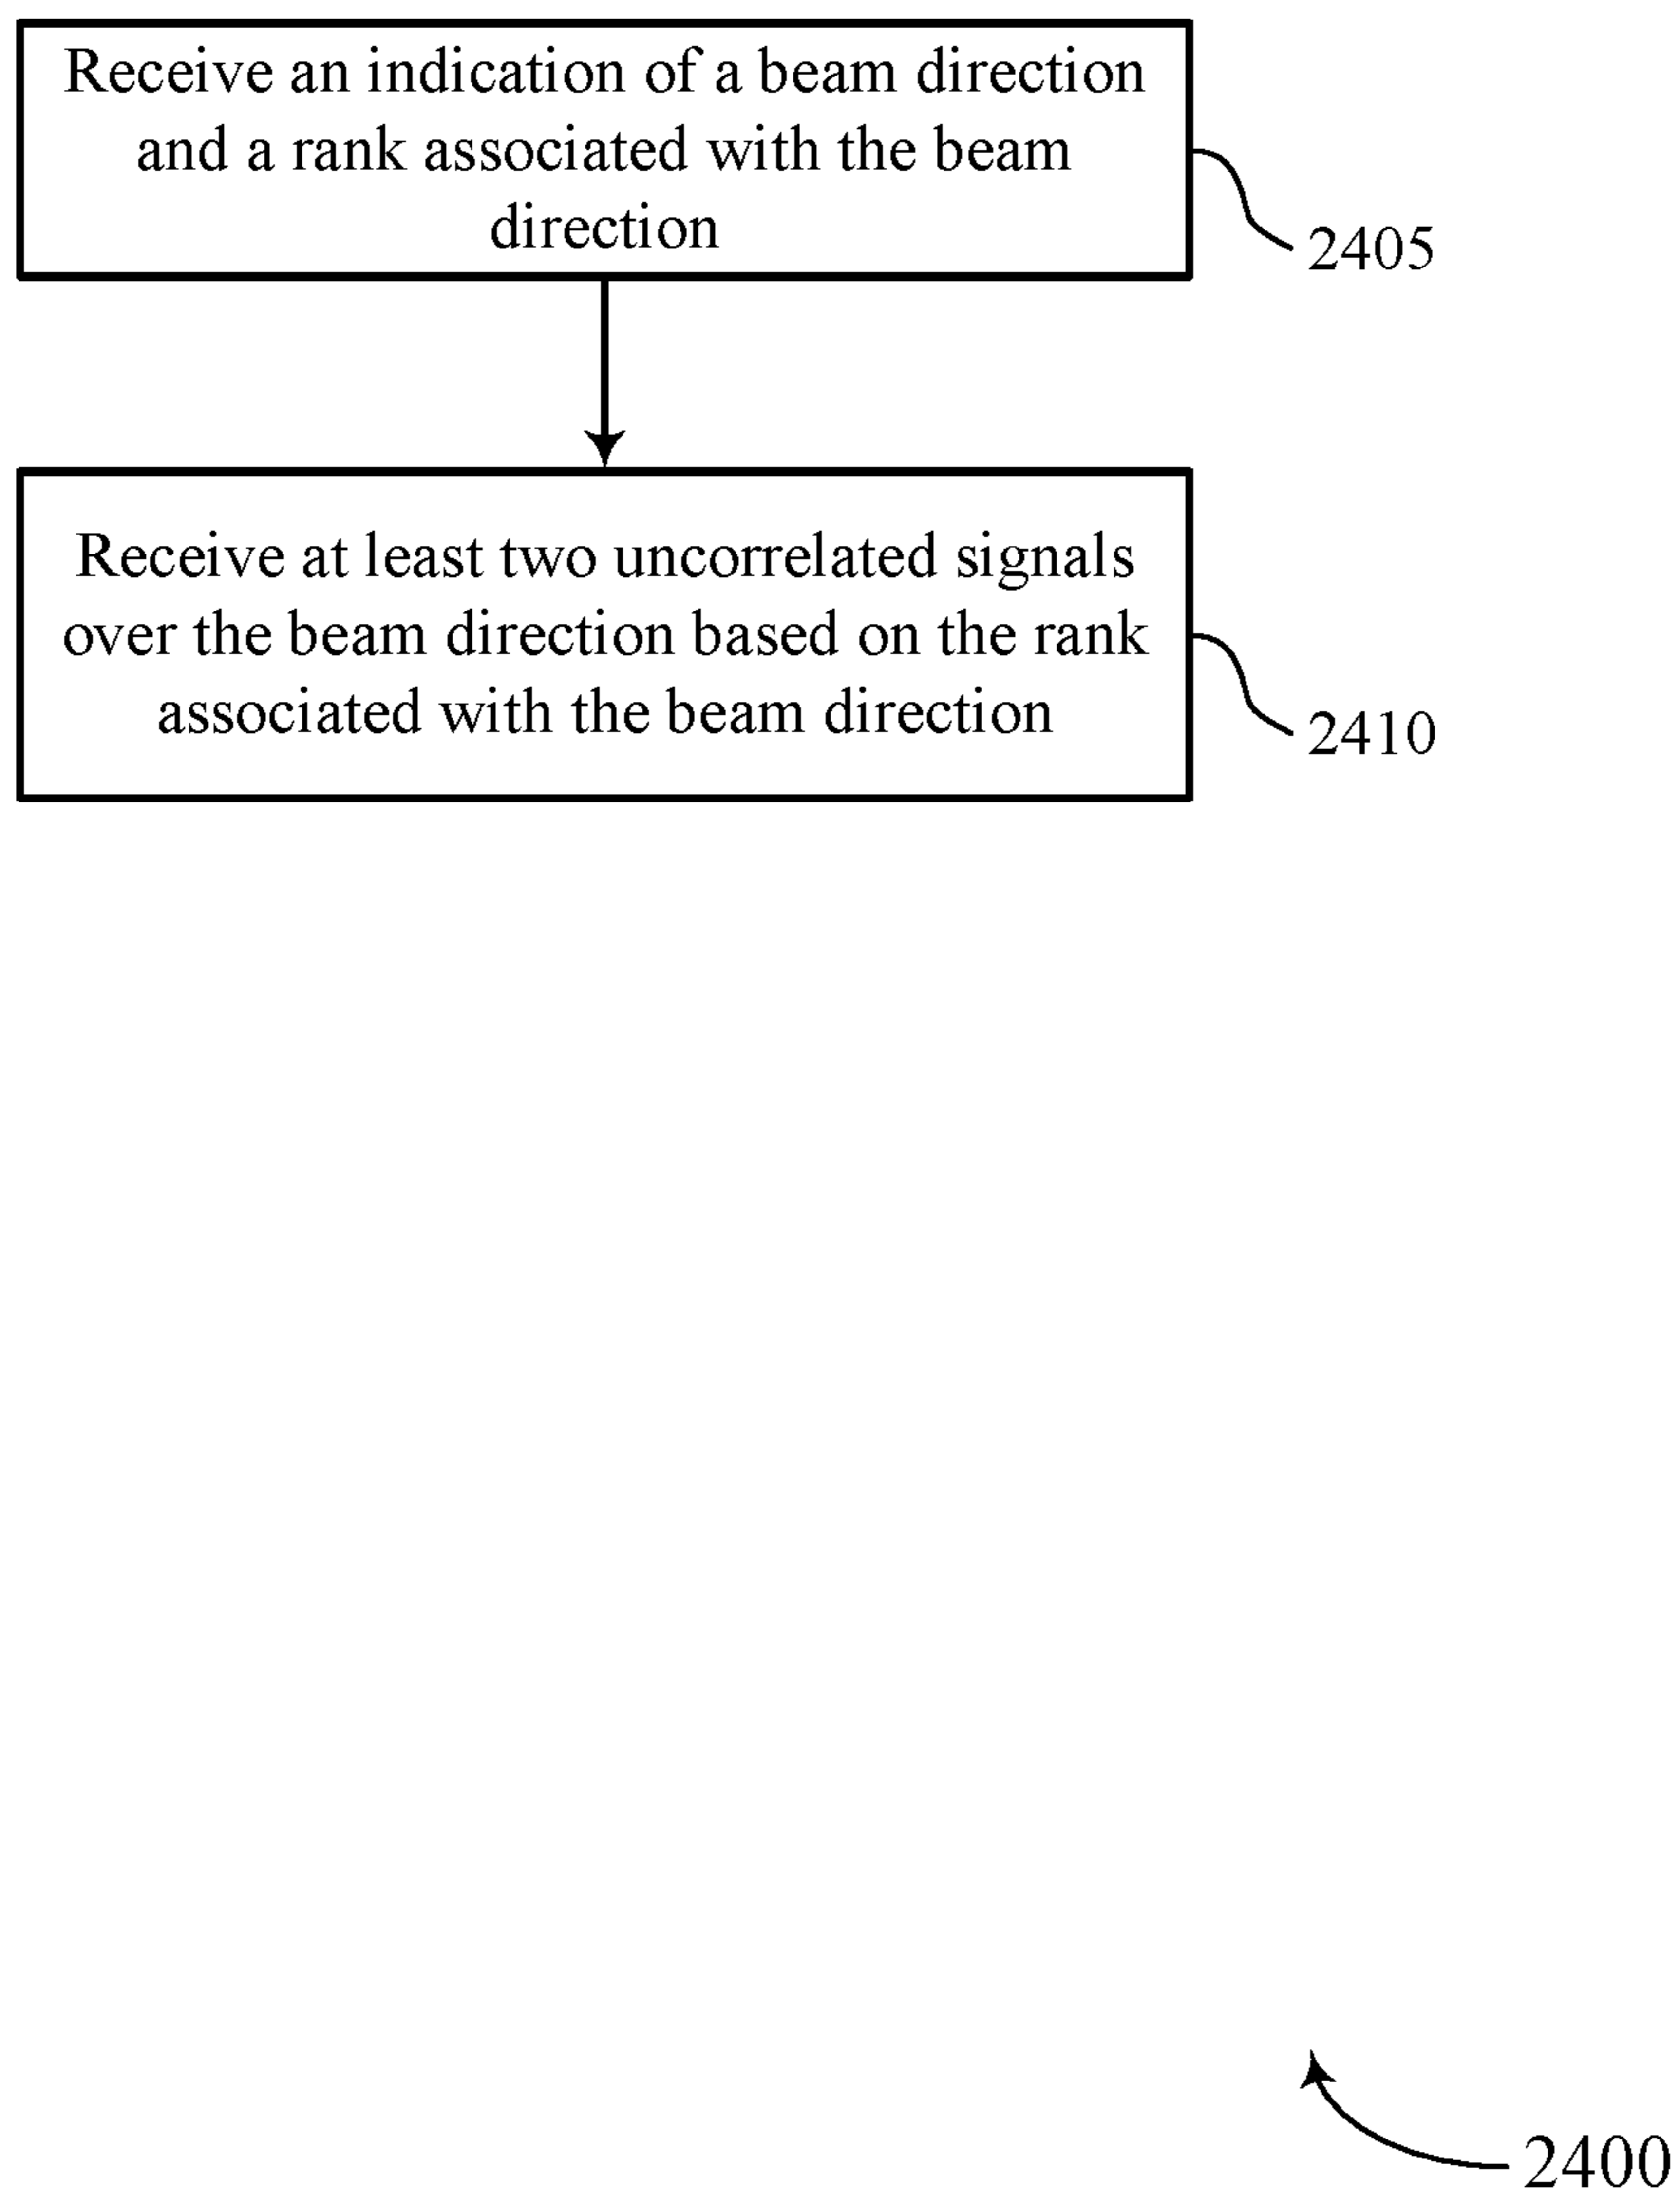 Receive an indication of a beam direction
and a rank associated with the beam
direction
2405
Receive at least two uncorrelated signals
over the beam direction based on the rank
associated with the beam direction
2410
2400